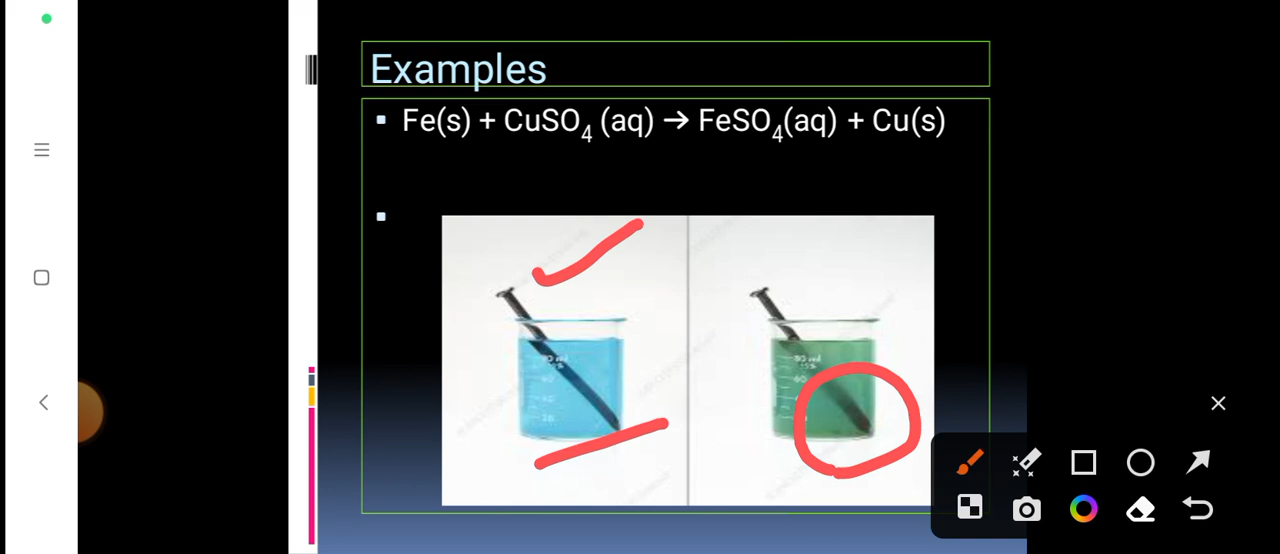 Examples
Fe(s) + CuSO4 (aq) → FeSO4(aq) + Cu(s)